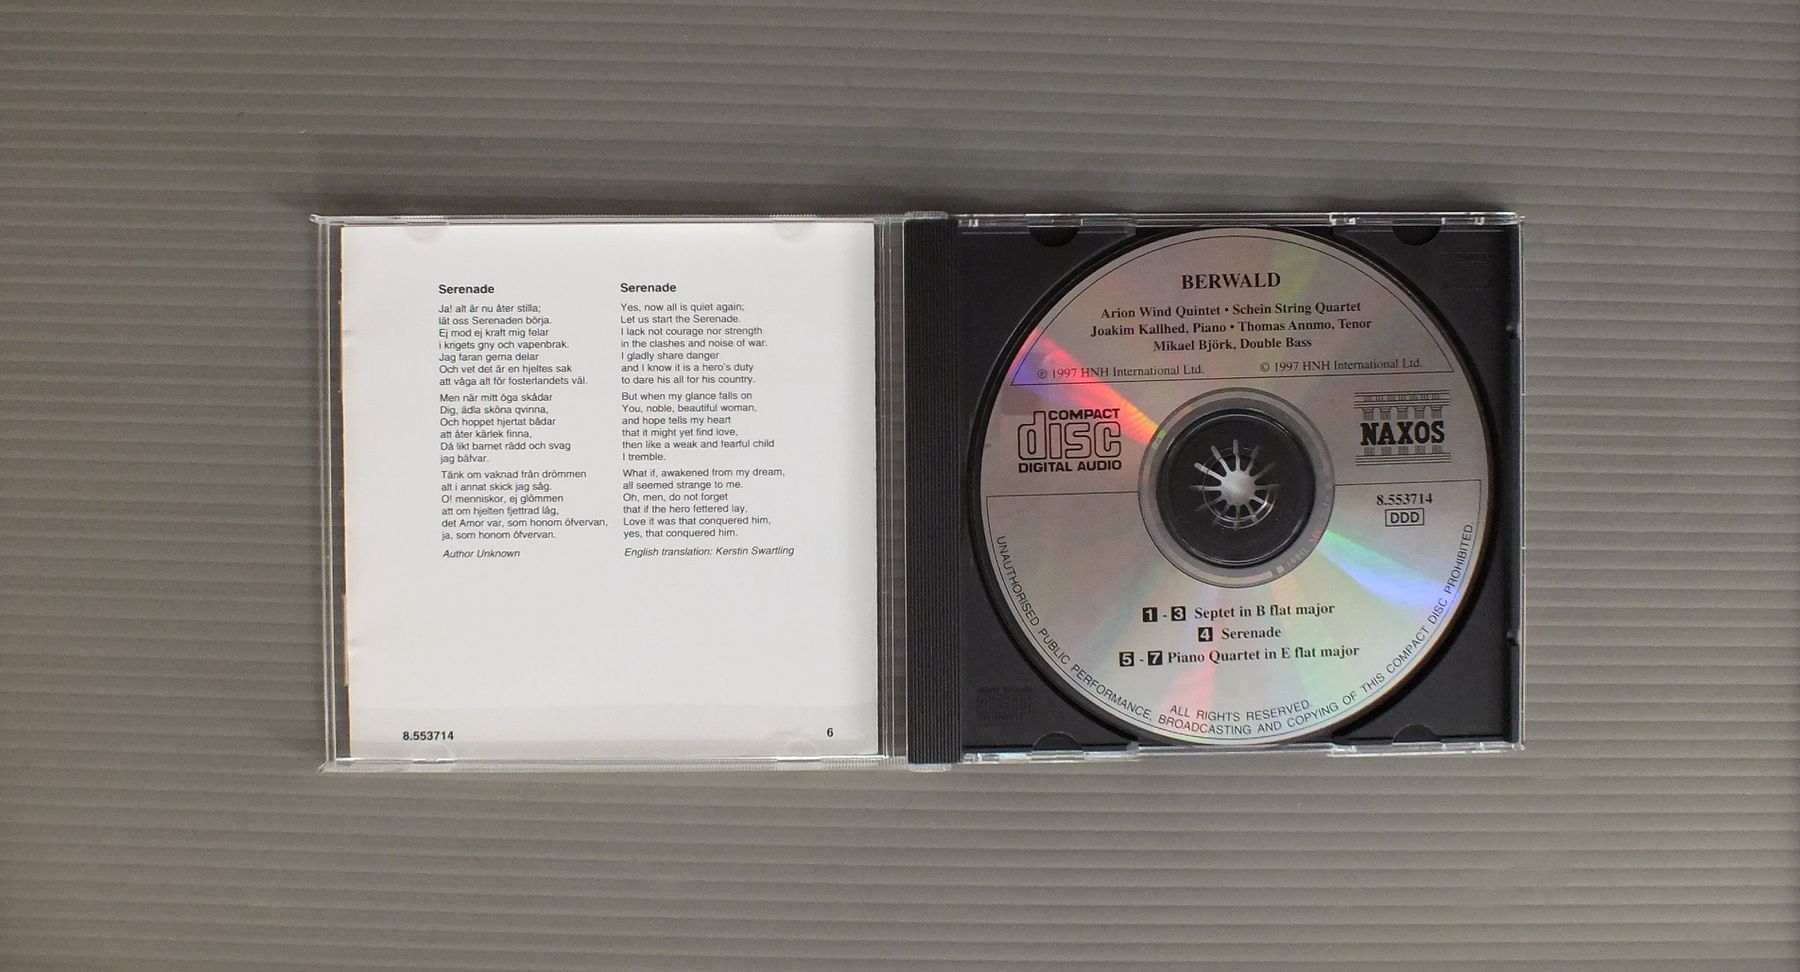 Serenade
Ja! alt är nu åter stilla;
lät oss Serenaden börja.
Ej mod ej kraft mig felar
i krigets gny och vapenbrak.
Jag faran gerna delar
Och vet det är en hjeltes sak
att våga alt för fosterlandets väl.
Men när mitt öga skådar
Dig, ädla sköna qvinna,
Och hoppet hjertat bådar
att åter kärlek finna,
Då likt barnet rädd och svag
jag bäfvar.
Tänk om vaknad från drömmen
alt i annat skick jag såg.
O! menniskor, ej glömmen
att om hjelten fjettrad låg,
det Amor var, som honom öfvervan,
ja, som honom öfvervan.
Author Unknown
Serenade
Yes, now all is quiet again;
Let us start the Serenade.
I lack not courage nor strength
in the clashes and noise of war.
I gladly share danger
and I know it is a hero's duty
to dare his all for his country.
But when my glance falls on
You, noble, beautiful woman,
and hope tells my heart
that it might yet find love,
then like a weak and fearful child
I tremble.
What if, awakened from my dream,
all seemed strange to me.
Oh, men, do not forget
that if the hero fettered lay,
Love it was that conquered him,
yes, that conquered him.
English translation: Kerstin Swartling
8.553714
6
BERWALD
Arion Wind Quintet • Schein String Quartet
Joakim Kallhed, Piano • Thomas Annmo, Tenor
Mikael Björk, Double Bass
℗ 1997 HNH International Ltd. © 1997 HNH International Ltd.
COMPACT
disc
DIGITAL AUDIO
NAXOS
8.553714
DDD
1 - 3 Septet in B flat major
4 Serenade
5 - 7 Piano Quartet in E flat major
ALL RIGHTS RESERVED.
UNAUTHORISED PUBLIC PERFORMANCE, BROADCASTING AND COPYING OF THIS COMPACT DISC PROHIBITED.